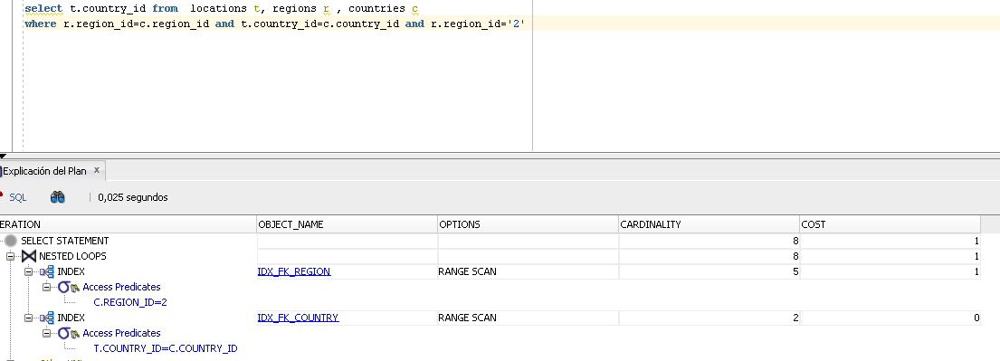 select t.country_id from  locations t, regions r , countries c
where r.region_id=c.region_id and t.country_id=c.country_id and r.region_id='2'
Explicación del Plan x
SQL 0,025 segundos
ERATION OBJECT_NAME OPTIONS CARDINALITY COST
SELECT STATEMENT 8 1
NESTED LOOPS 8 1
INDEX IDX_FK_REGION RANGE SCAN 5 1
Access Predicates
C.REGION_ID=2
INDEX IDX_FK_COUNTRY RANGE SCAN 2 0
Access Predicates
T.COUNTRY_ID=C.COUNTRY_ID